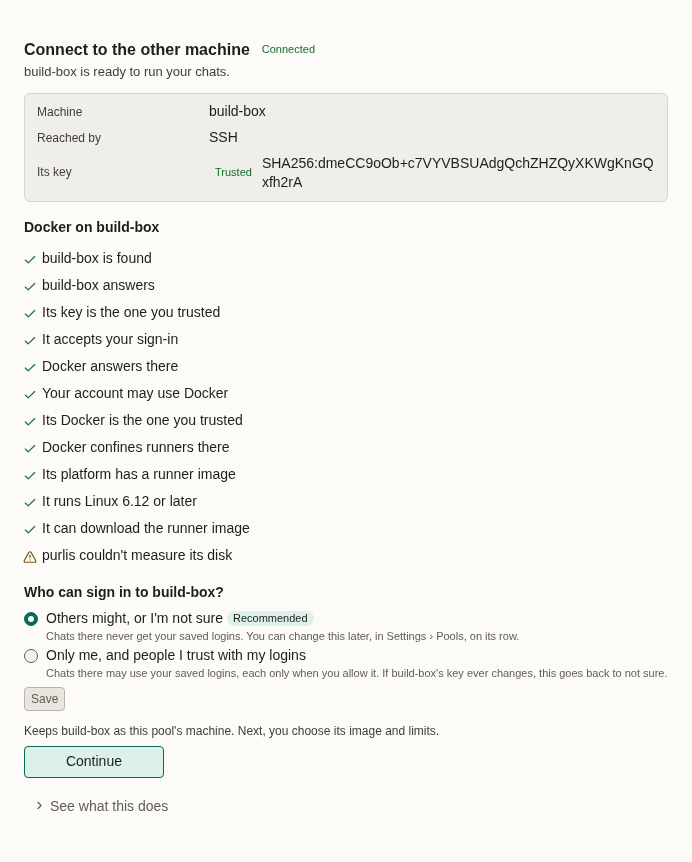 Connect to the other machine Connected
build-box is ready to run your chats.
Machine build-box
Reached by SSH
Its key Trusted SHA256:dmeCC9oOb+c7VYVBSUAdgQchZHZQyXKWgKnGQ
xfh2rA
Docker on build-box
build-box is found
build-box answers
Its key is the one you trusted
It accepts your sign-in
Docker answers there
Your account may use Docker
Its Docker is the one you trusted
Docker confines runners there
Its platform has a runner image
It runs Linux 6.12 or later
It can download the runner image
purlis couldn't measure its disk
Who can sign in to build-box?
Others might, or I'm not sure Recommended
Chats there never get your saved logins. You can change this later, in Settings › Pools, on its row.
Only me, and people I trust with my logins
Chats there may use your saved logins, each only when you allow it. If build-box's key ever changes, this goes back to not sure.
Save
Keeps build-box as this pool's machine. Next, you choose its image and limits.
Continue
See what this does